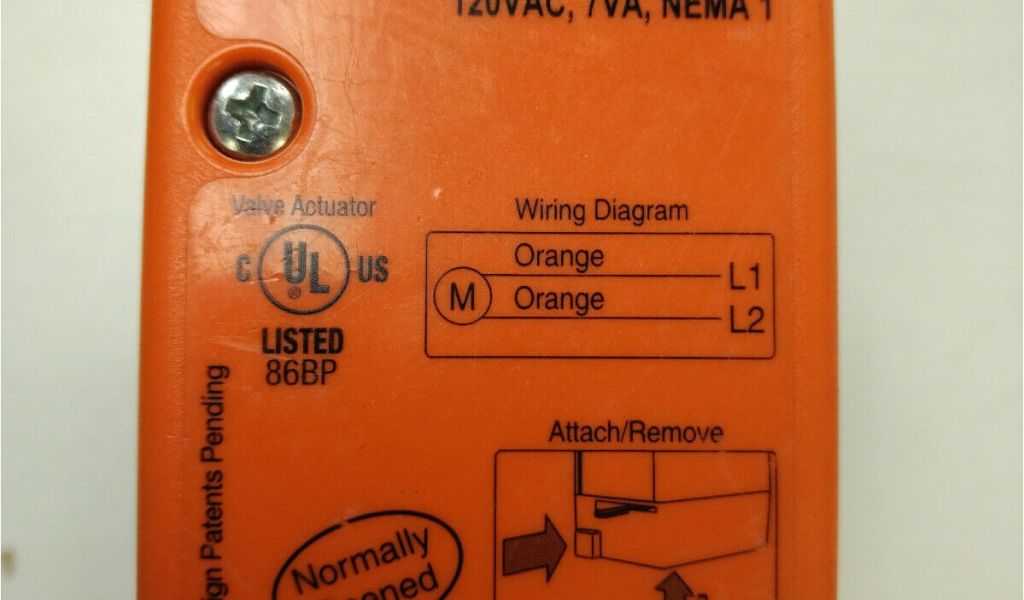 120VAC, 7VA, NEMA 1
Valve Actuator
C UL US
®
LISTED
86BP
Wiring Diagram
Orange
M
Orange
L1
L2
Patents Pending
Attach/Remove
Normally